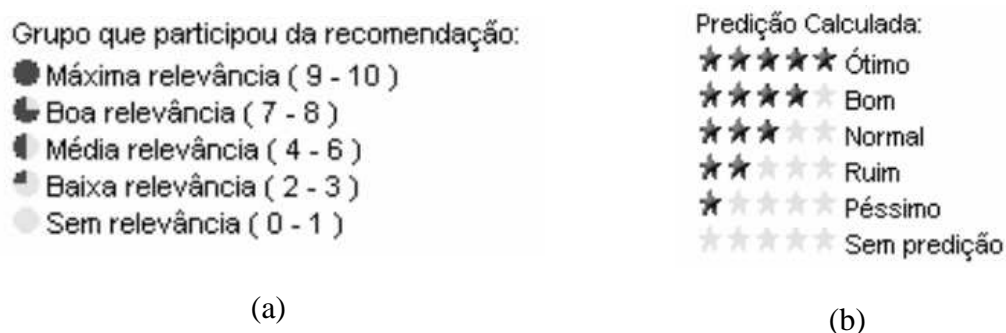 Grupo que participou da recomendação:
Máxima relevância ( 9 - 10 )
Boa relevância ( 7 - 8 )
Média relevância ( 4 - 6 )
Baixa relevância ( 2 - 3 )
Sem relevância ( 0 - 1 )
(a)
Predição Calculada:
Ótimo
Bom
Normal
Ruim
Péssimo
Sem predição
(b)